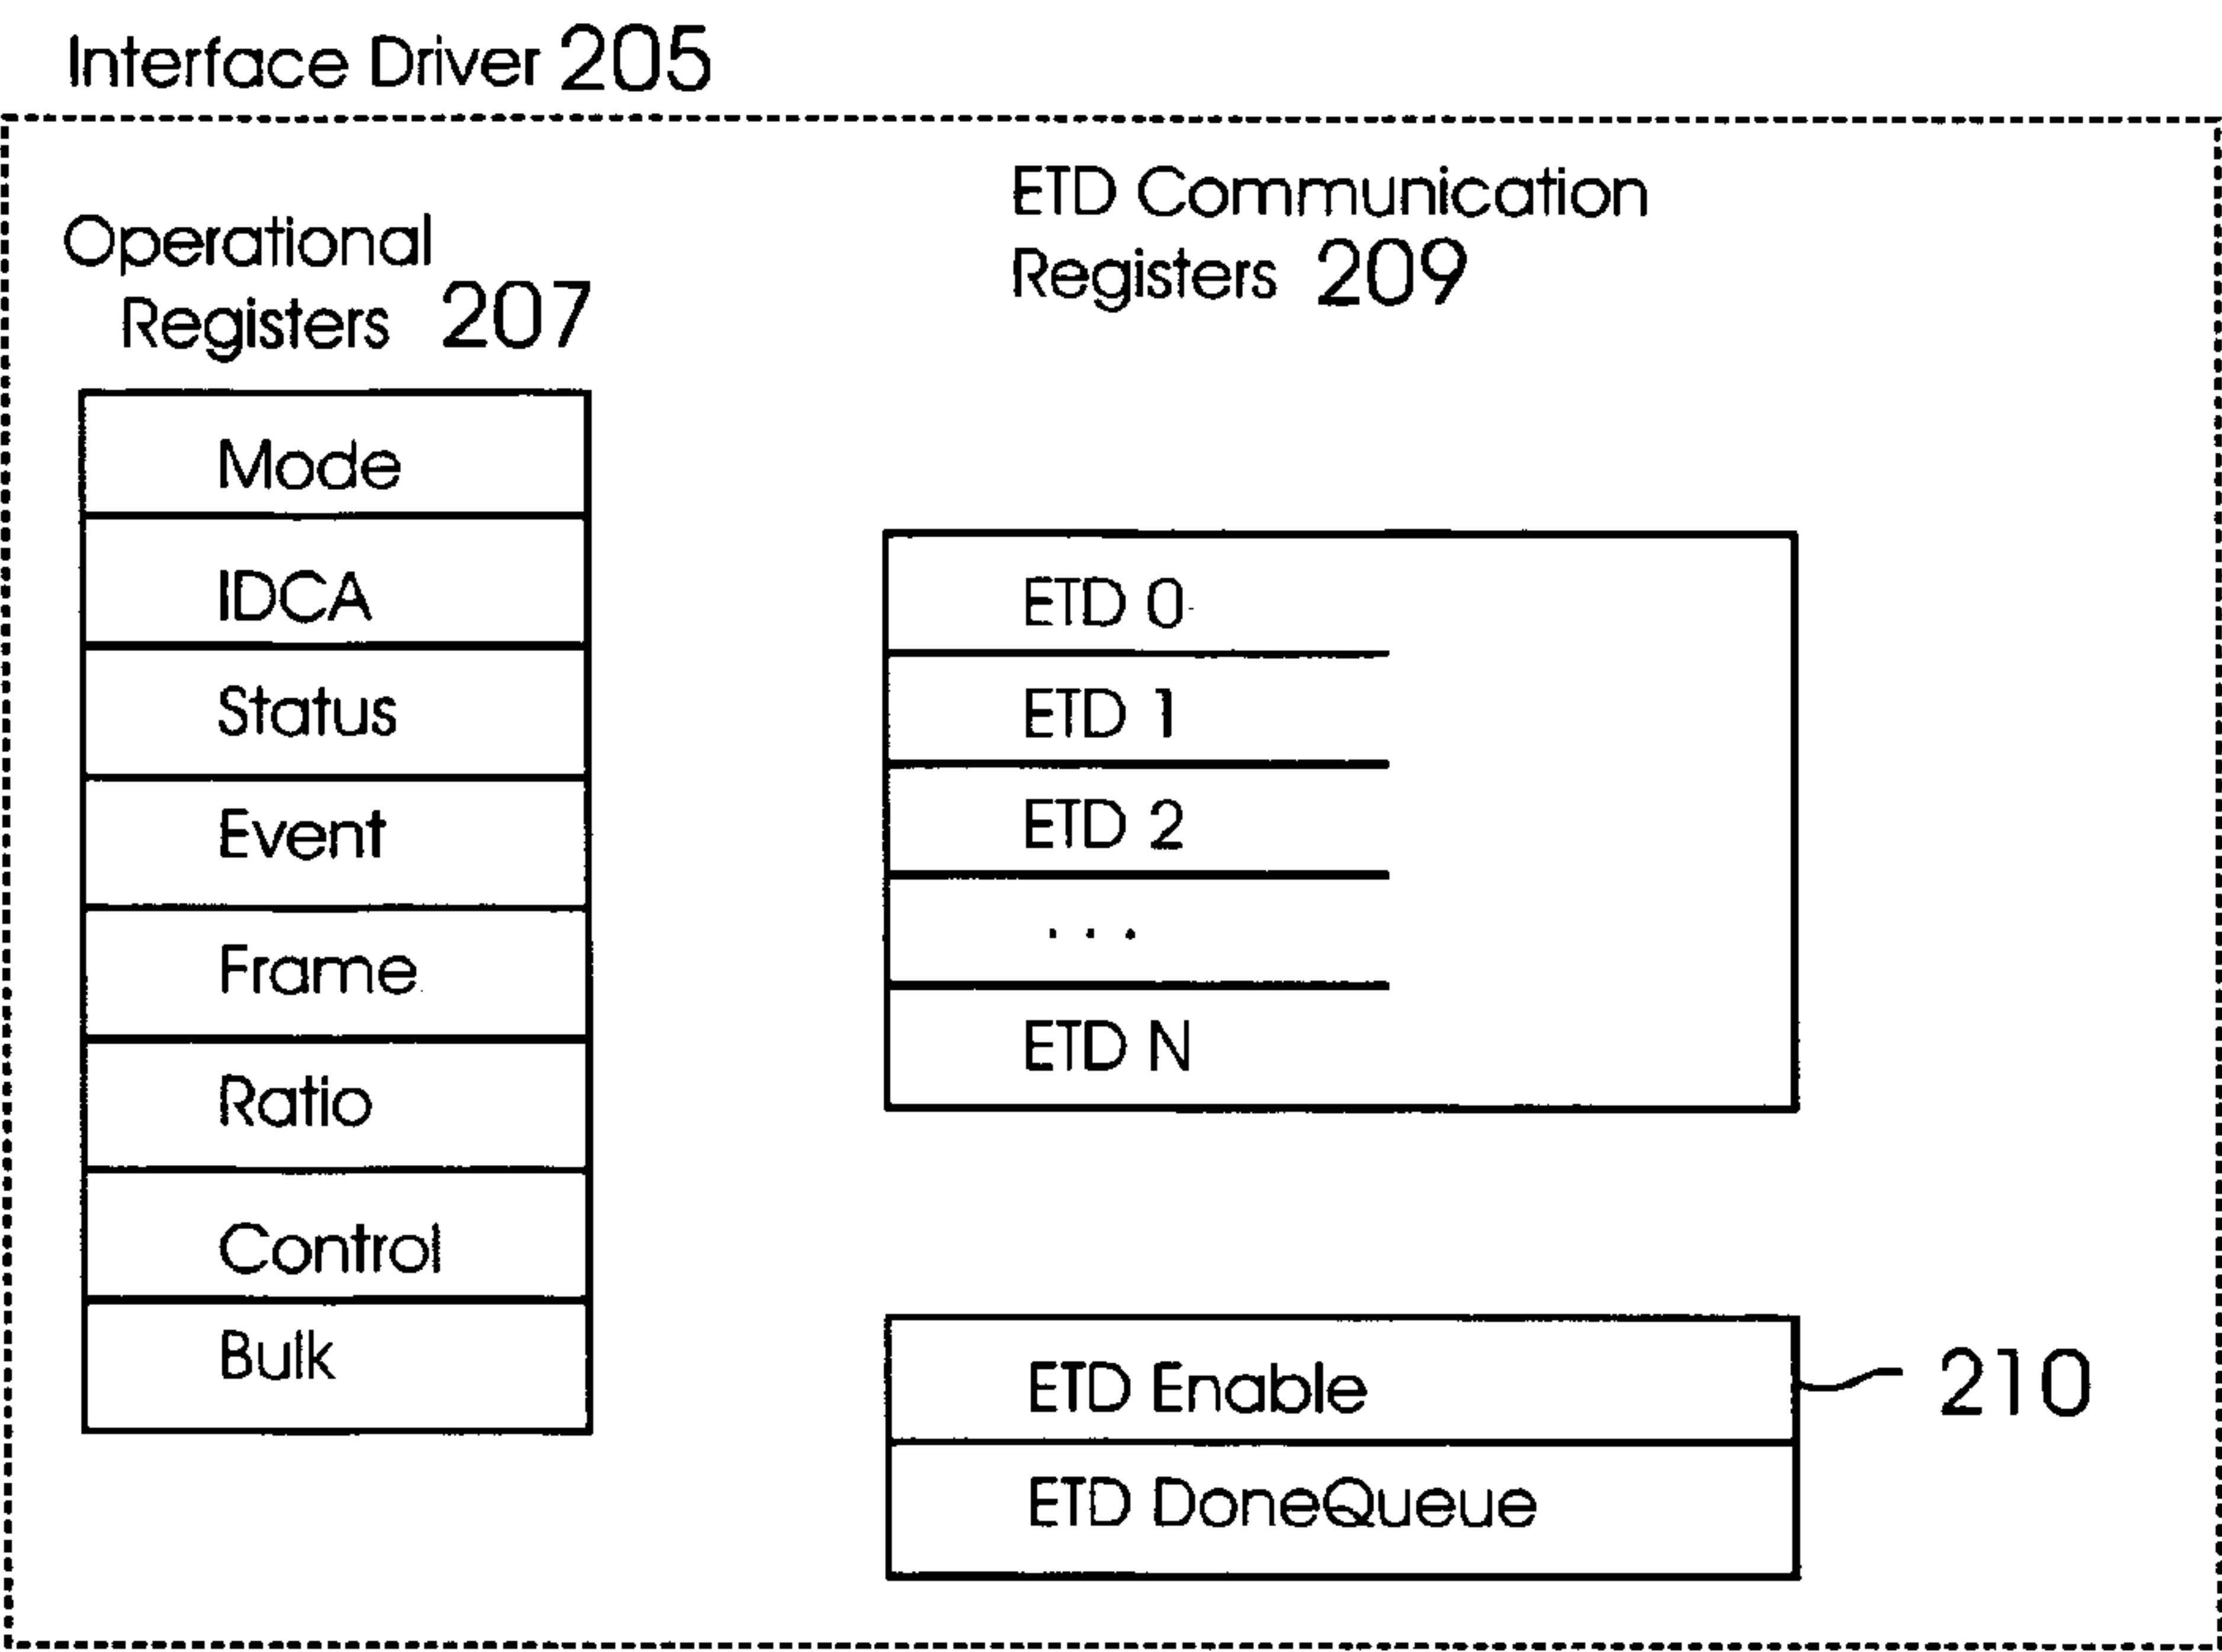 Interface Driver 205
Operational
Registers 207
Mode
IDCA
Status
Event
Frame
Ratio
Control
Bulk
ETD Communication
Registers 209
ETD 0
ETD 1
ETD 2
. . .
ETD N
ETD Enable
210
ETD DoneQueue